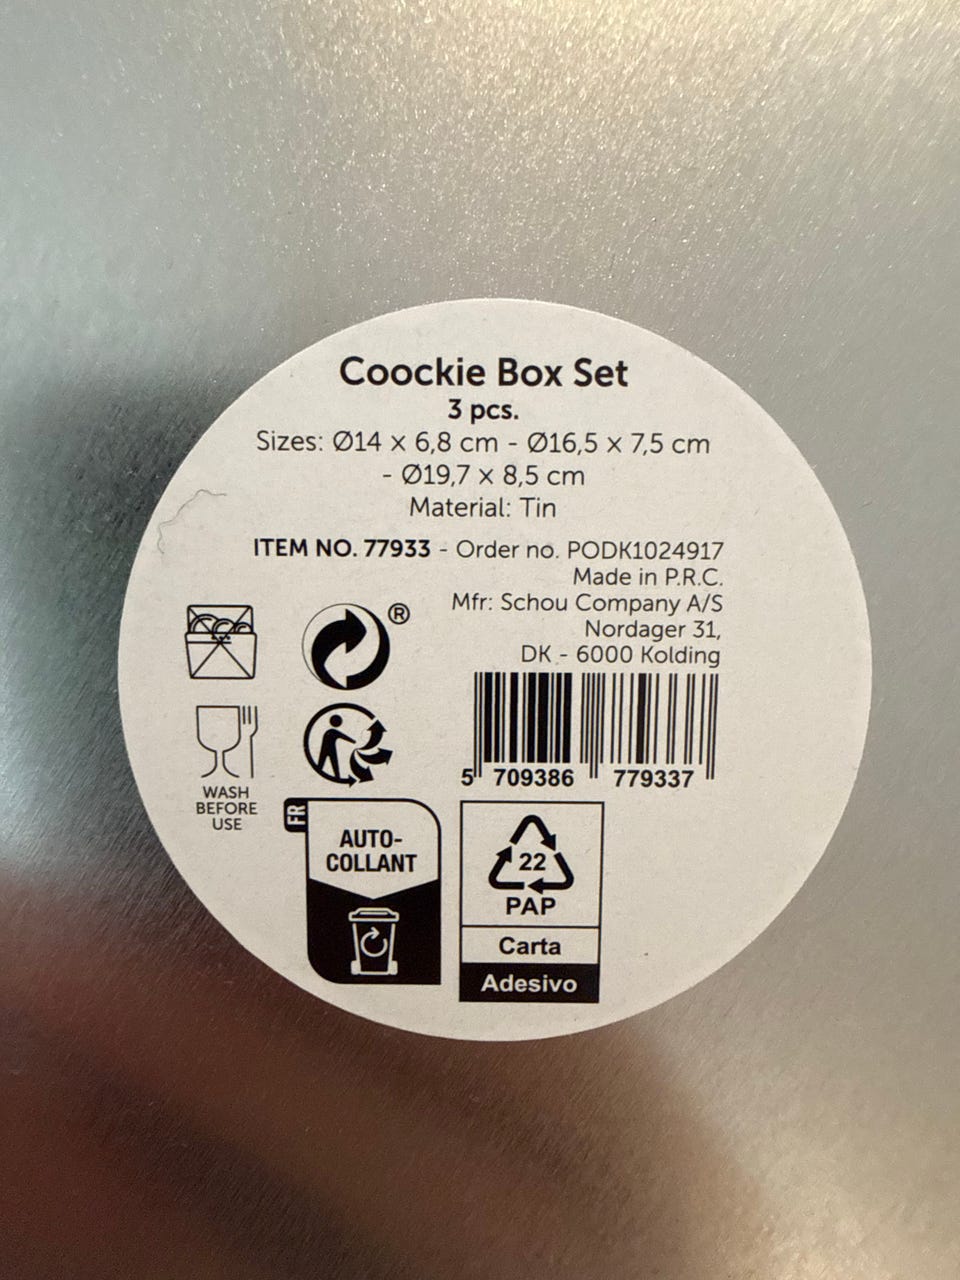 Coockie Box Set
3 pcs.
Sizes: Ø14 x 6,8 cm - Ø16,5 x 7,5 cm
- Ø19,7 x 8,5 cm
Material: Tin
ITEM NO. 77933 - Order no. PODK1024917
Made in P.R.C.
Mfr: Schou Company A/S
Nordager 31,
DK - 6000 Kolding
®
5 709386 779337
WASH
BEFORE
USE
FR
AUTO-
COLLANT
22
PAP
Carta
Adesivo